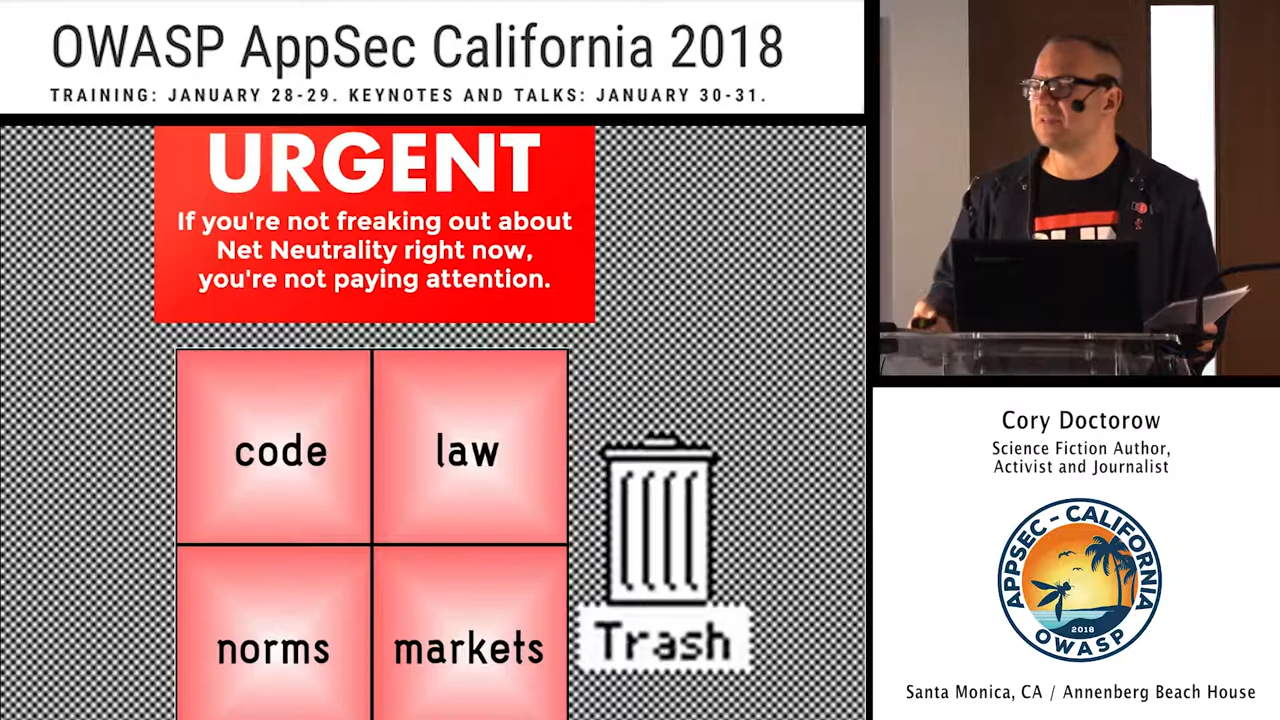 OWASP AppSec California 2018
TRAINING: JANUARY 28-29. KEYNOTES AND TALKS: JANUARY 30-31.
URGENT
If you're not freaking out about
Net Neutrality right now,
you're not paying attention.
code
law
norms
markets
Trash
Cory Doctorow
Science Fiction Author,
Activist and Journalist
APPSEC - CALIFORNIA
2018
OWASP
Santa Monica, CA / Annenberg Beach House